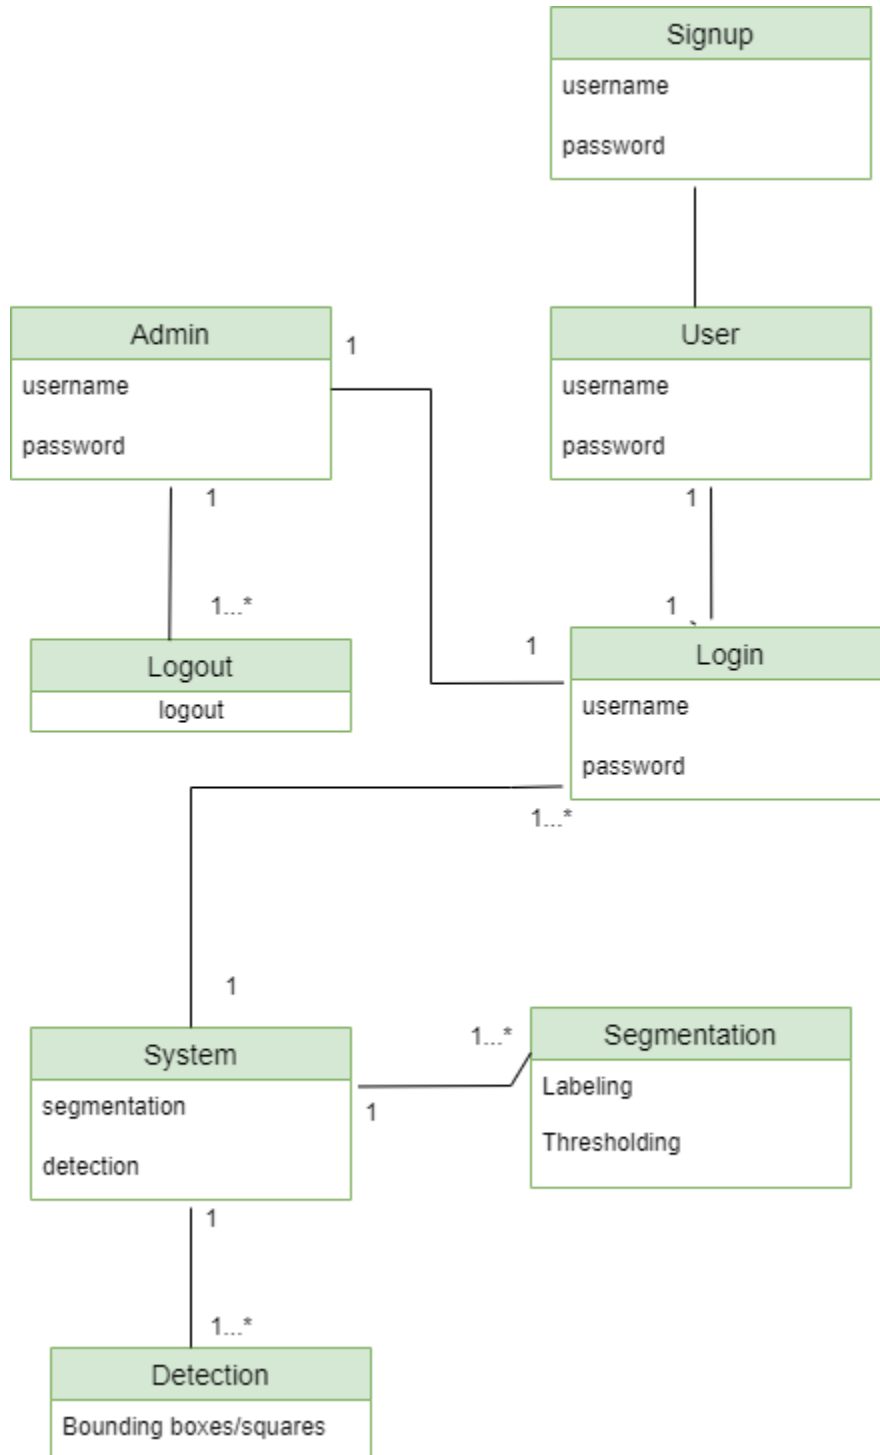 Signup
username
password
Admin
username
password
1
User
username
password
1
1...*
Logout
logout
1
1
1
Login
username
password
1...*
1
System
segmentation
detection
1
1...*
Segmentation
Labeling
Thresholding
1
1...*
Detection
Bounding boxes/squares